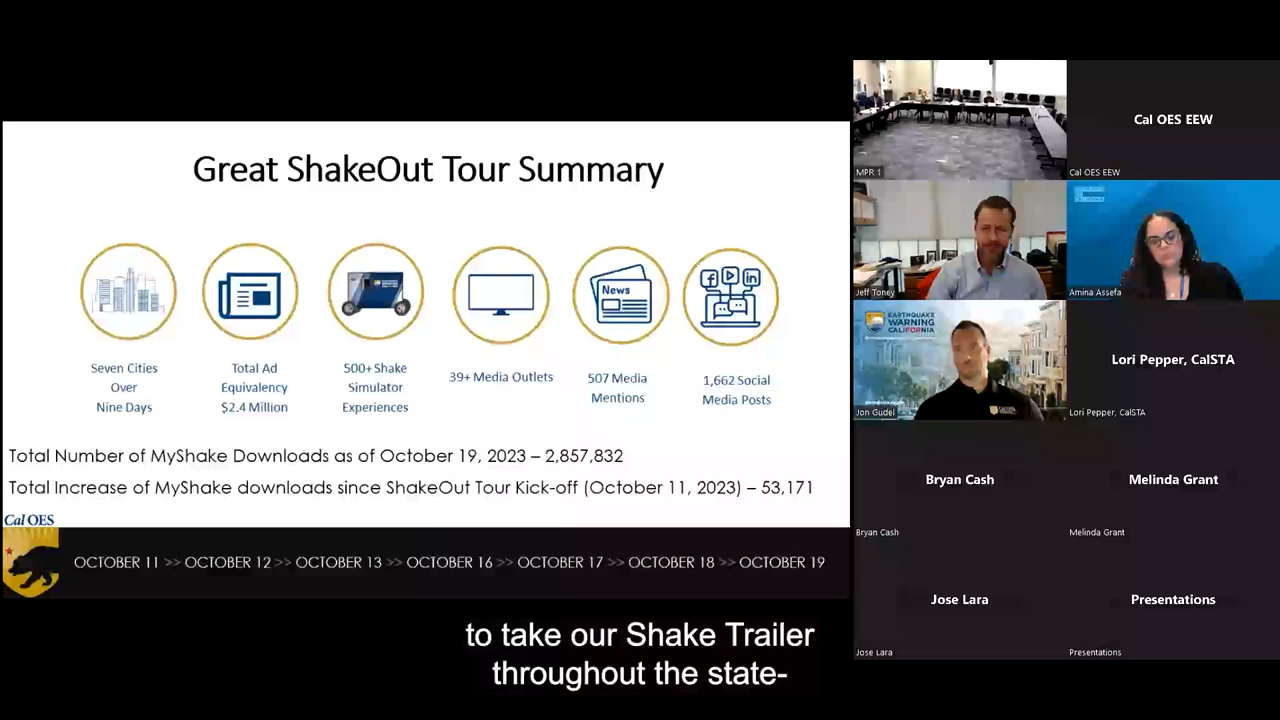 Great ShakeOut Tour Summary
News
Seven Cities
Over
Nine Days
Total Ad
Equivalency
$2.4 Million
500+ Shake
Simulator
Experiences
39+ Media Outlets
507 Media
Mentions
1,662 Social
Media Posts
Total Number of MyShake Downloads as of October 19, 2023 – 2,857,832
Total Increase of MyShake downloads since ShakeOut Tour Kick-off (October 11, 2023) – 53,171
Cal OES
OCTOBER 11 >> OCTOBER 12 >> OCTOBER 13 >> OCTOBER 16 >> OCTOBER 17 >> OCTOBER 18 >> OCTOBER 19
to take our Shake Trailer
throughout the state-
MPR 1
Cal OES EEW
Cal OES EEW
Jeff Toney
Amina Assefa
EARTHQUAKE
WARNING
CALIFORNIA
Jon Gudel
Lori Pepper, CalSTA
Lori Pepper, CalSTA
Bryan Cash
Bryan Cash
Melinda Grant
Melinda Grant
Jose Lara
Jose Lara
Presentations
Presentations